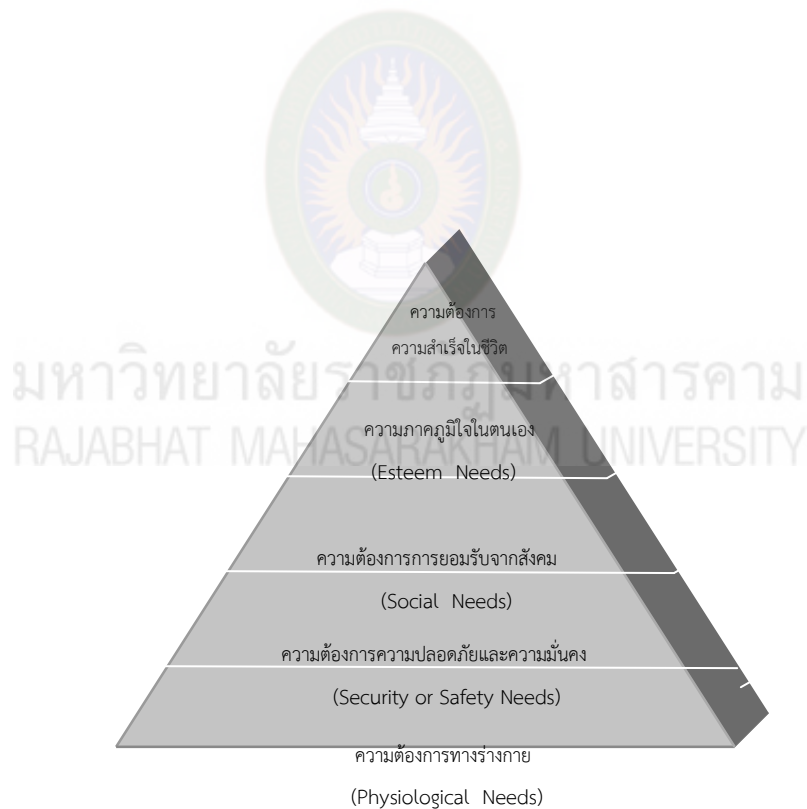 ความต้องการ
ความสำเร็จในชีวิต
มหาวิทยาลัยราชภัฏมหาสารคาม
ความภาคภูมิใจในตนเอง
RAJABHAT MAHASARAKHAM UNIVERSITY
(Esteem Needs)
ความต้องการการยอมรับจากสังคม
(Social Needs)
ความต้องการความปลอดภัยและความมั่นคง
(Security or Safety Needs)
ความต้องการทางร่างกาย
(Physiological Needs)